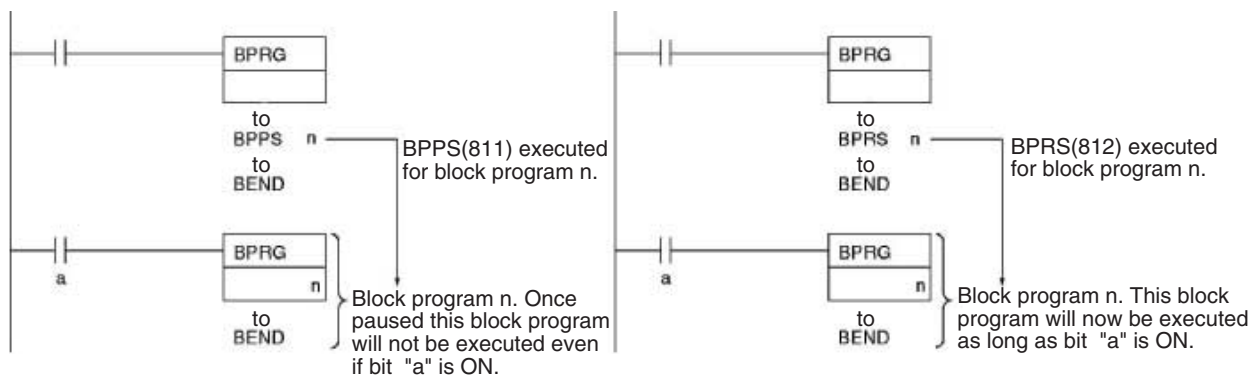 BPRG
to
BPPS n
to
BEND
BPPS(811) executed
for block program n.
a
BPRG
n
to
BEND
Block program n. Once
paused this block program
will not be executed even
if bit "a" is ON.
BPRG
to
BPRS n
to
BEND
BPRS(812) executed
for block program n.
a
BPRG
n
to
BEND
Block program n. This block
program will now be executed
as long as bit "a" is ON.